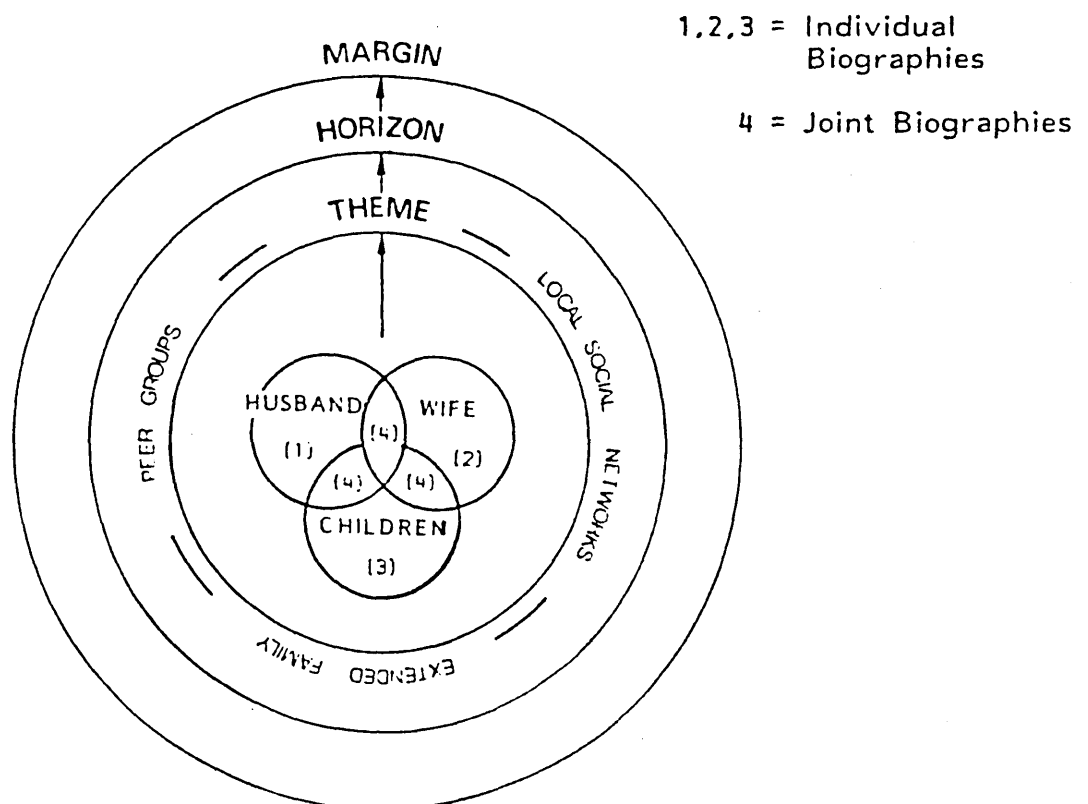 1,2,3 = Individual
Biographies
4 = Joint Biographies
MARGIN
HORIZON
THEME
PEER GROUPS
LOCAL SOCIAL NETWORKS
EXTENDED FAMILY
HUSBAND
WIFE
(4)
(1)
(2)
(4)
(4)
CHILDREN
(3)